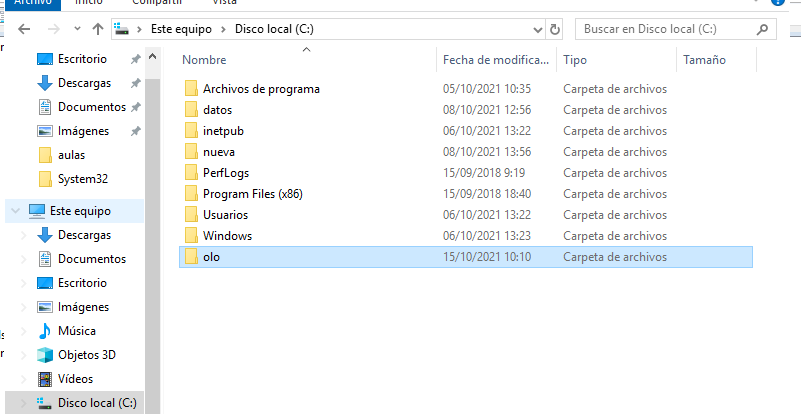 Archivo Inicio Compartir Vista
Este equipo Disco local (C:) Buscar en Disco local (C:)
Escritorio
Descargas
Documentos
Imágenes
aulas
System32
Este equipo
Descargas
Documentos
Escritorio
Imágenes
Música
Objetos 3D
Vídeos
Disco local (C:)
Nombre Fecha de modifica... Tipo Tamaño
Archivos de programa 05/10/2021 10:35 Carpeta de archivos
datos 08/10/2021 12:56 Carpeta de archivos
inetpub 06/10/2021 13:22 Carpeta de archivos
nueva 08/10/2021 13:56 Carpeta de archivos
PerfLogs 15/09/2018 9:19 Carpeta de archivos
Program Files (x86) 15/09/2018 18:40 Carpeta de archivos
Usuarios 06/10/2021 13:22 Carpeta de archivos
Windows 06/10/2021 13:23 Carpeta de archivos
olo 15/10/2021 10:10 Carpeta de archivos